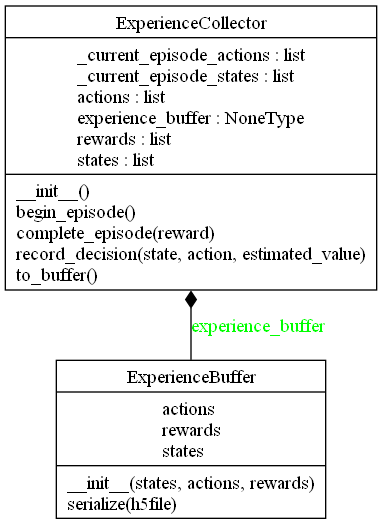 ExperienceCollector
_current_episode_actions : list
_current_episode_states : list
actions : list
experience_buffer : NoneType
rewards : list
states : list
__init__()
begin_episode()
complete_episode(reward)
record_decision(state, action, estimated_value)
to_buffer()
experience_buffer
ExperienceBuffer
actions
rewards
states
__init__(states, actions, rewards)
serialize(h5file)